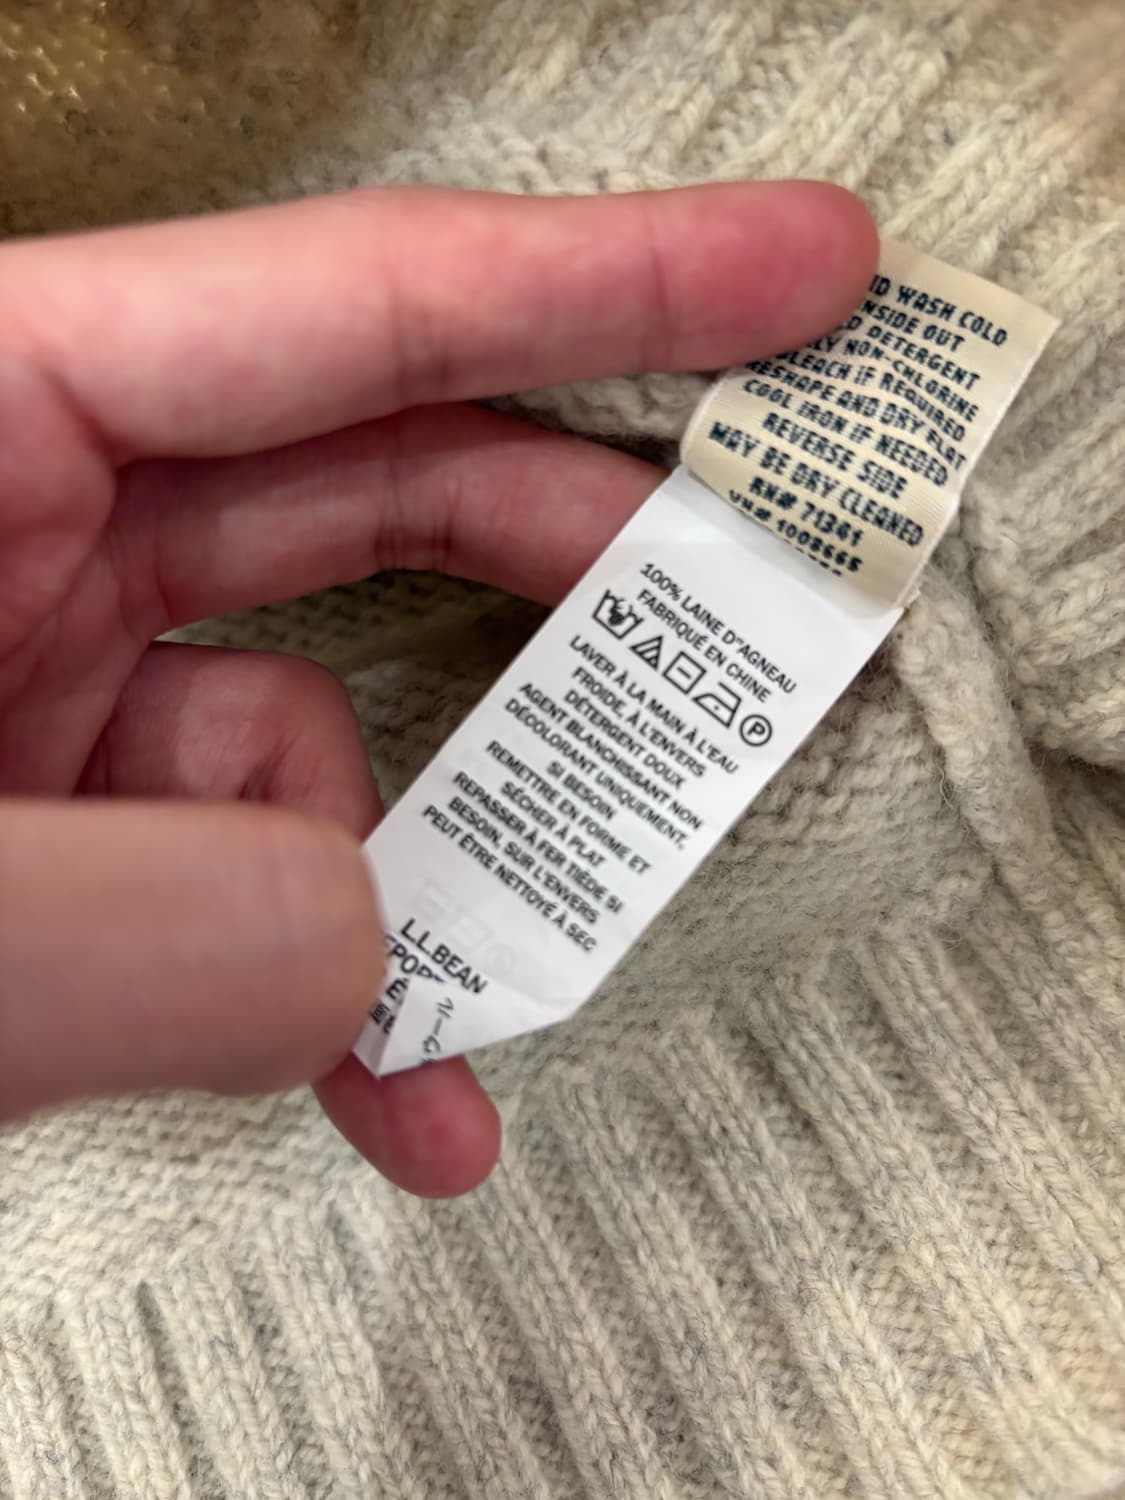 WASH COLD
INSIDE OUT
DETERGENT
NON-CHLORINE
BLEACH IF REQUIRED
RESHAPE AND DRY FLAT
COOL IRON IF NEEDED
REVERSE SIDE
MAY BE DRY CLEANED
RN# 71341
VN# 1008665
100% LAINE D"AGNEAU
FABRIQUÉ EN CHINE
P
LAVER À LA MAIN À L'EAU
FROIDE, À L'ENVERS
DÉTERGENT DOUX
AGENT BLANCHISSANT NON
DÉCOLORANT UNIQUEMENT,
SI BESOIN
REMETTRE EN FORME ET
SÉCHER À PLAT
REPASSER À FER TIÈDE SI
BESOIN, SUR L'ENVERS
PEUT ÊTRE NETTOYÉ À SEC
L.L.BEAN